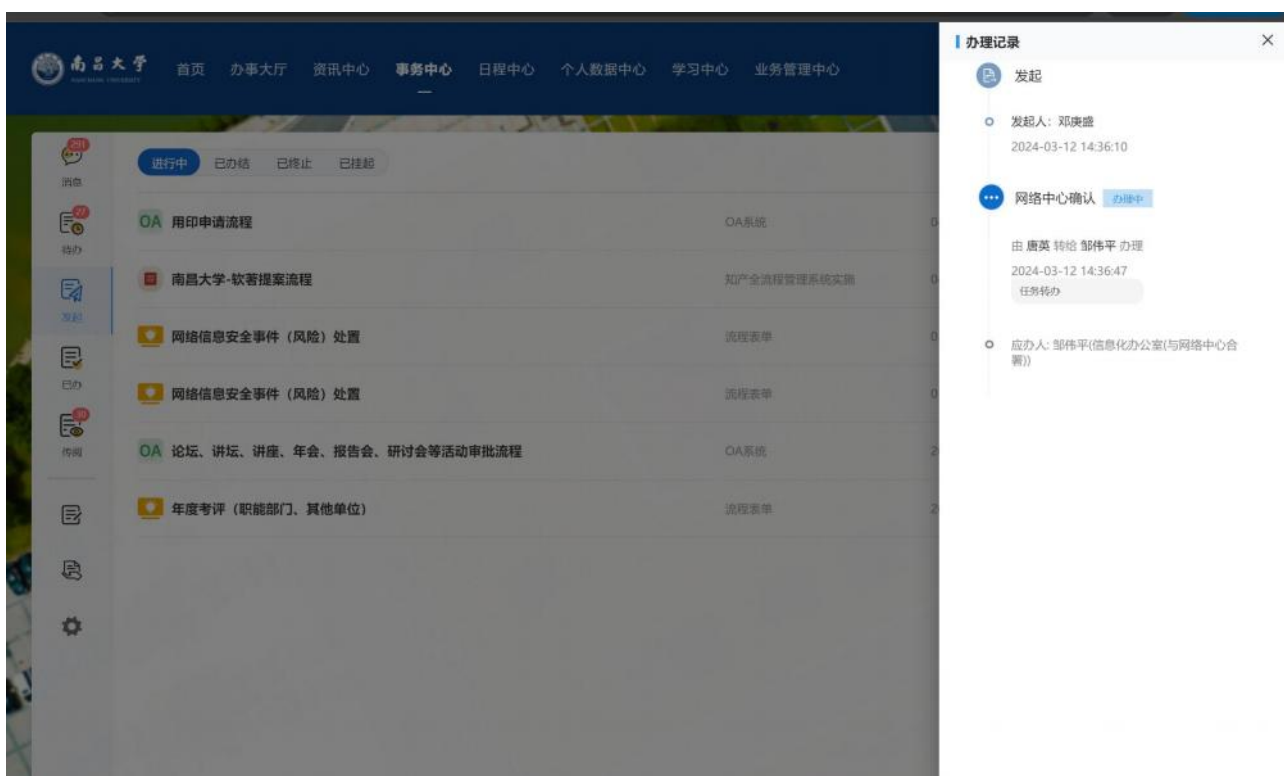 南昌大学
NANCHANG UNIVERSITY
首页 办事大厅 资讯中心 事务中心 日程中心 个人数据中心 学习中心 业务管理中心
291
消息
27
待办
发起
已办
30
传阅
进行中 已办结 已终止 已挂起
OA 用印申请流程 OA系统 0
南昌大学-软著提案流程 知产全流程管理系统实施 0
网络信息安全事件（风险）处置 流程表单 0
网络信息安全事件（风险）处置 流程表单 0
OA 论坛、讲坛、讲座、年会、报告会、研讨会等活动审批流程 OA系统 2
年度考评（职能部门、其他单位） 流程表单 2
办理记录
发起
发起人：邓庚盛
2024-03-12 14:36:10
网络中心确认 办理中
由 唐英 转给 邹伟平 办理
2024-03-12 14:36:47
任务转办
应办人: 邹伟平(信息化办公室(与网络中心合
署))